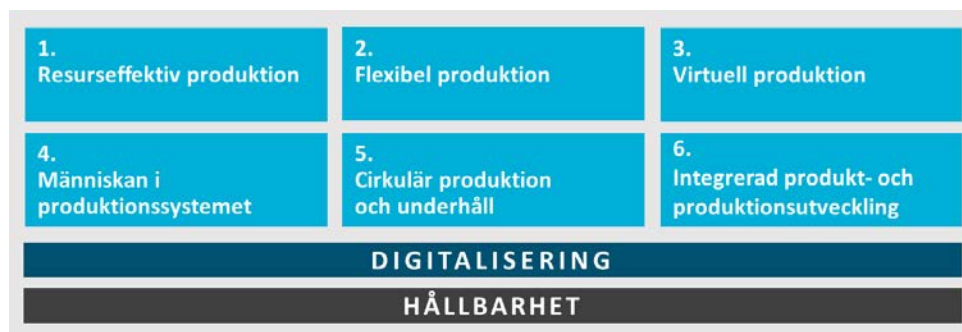 1.
Resurseffektiv produktion
2.
Flexibel produktion
3.
Virtuell produktion
4.
Människan i
produktionssystemet
5.
Cirkulär produktion
och underhåll
6.
Integrerad produkt- och
produktionsutveckling
DIGITALISERING
HÅLLBARHET